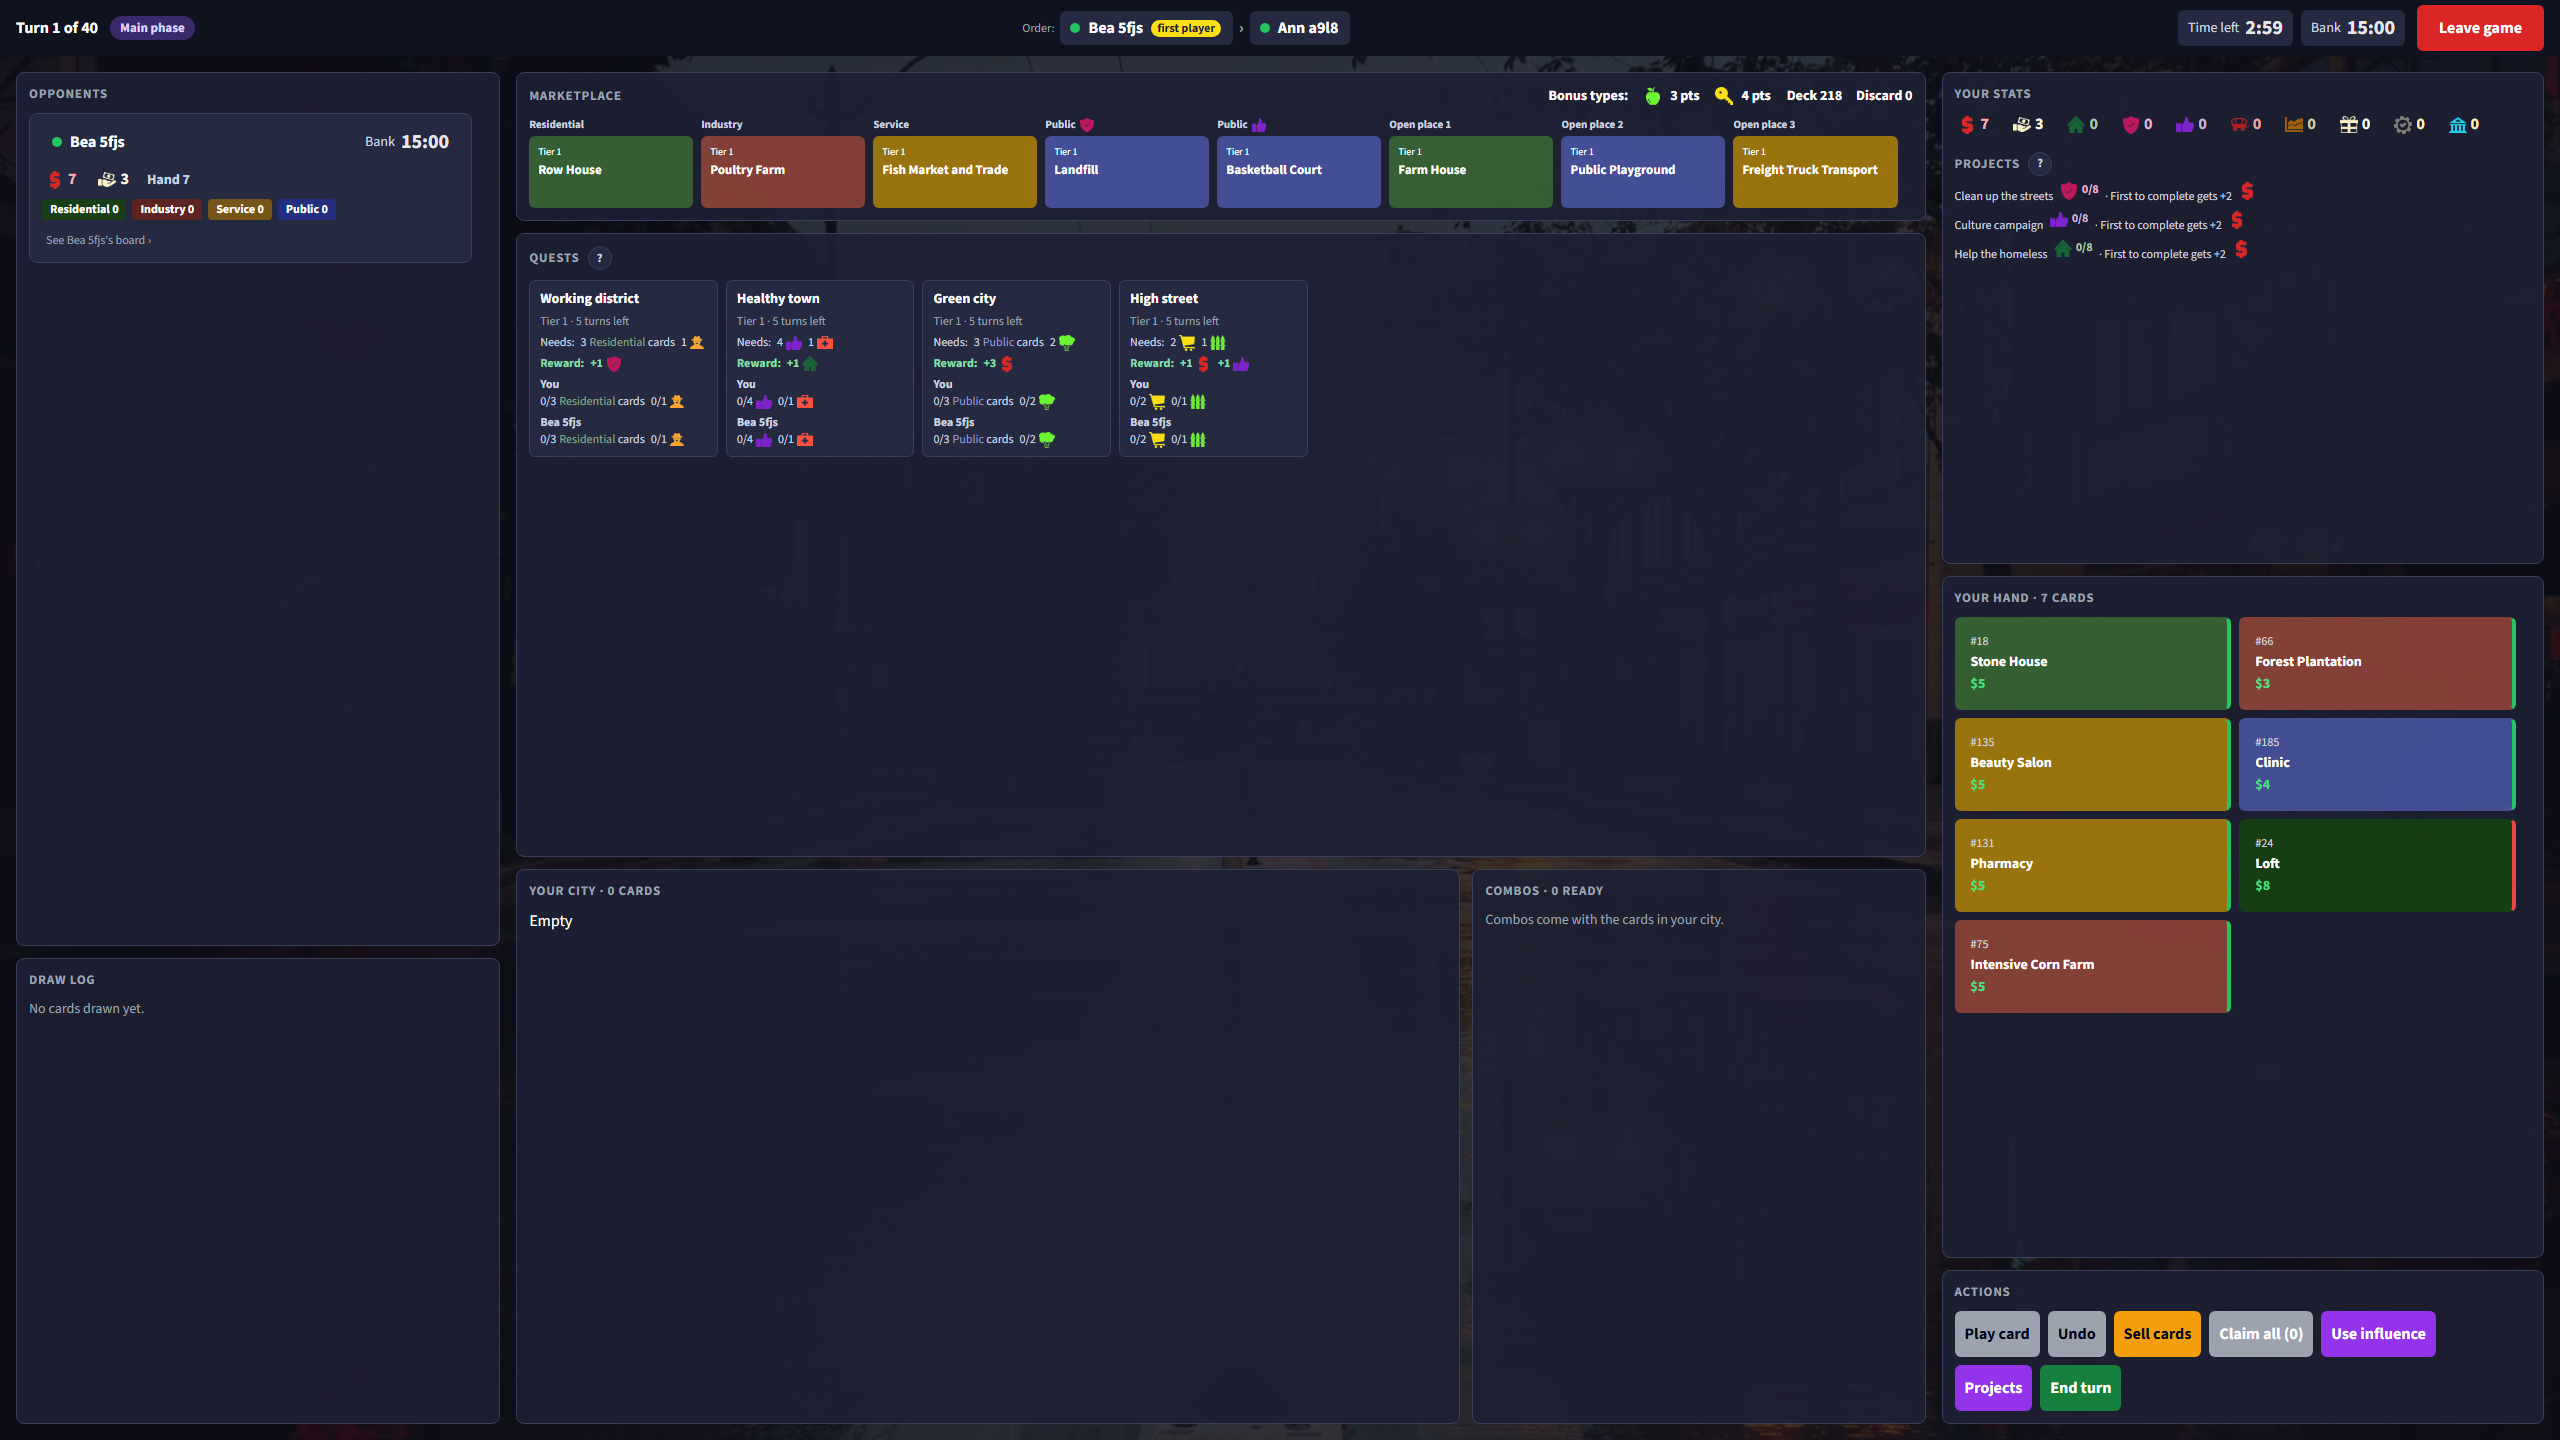 Turn 1 of 40 Main phase
Order: Bea 5fjs first player › Ann a9l8
Time left 2:59 Bank 15:00 Leave game
OPPONENTS
Bea 5fjs Bank 15:00
7 3 Hand 7
Residential 0 Industry 0 Service 0 Public 0
See Bea 5fjs's board ›
DRAW LOG
No cards drawn yet.
MARKETPLACE Bonus types: 3 pts 4 pts Deck 218 Discard 0
Residential Industry Service Public Public Open place 1 Open place 2 Open place 3
Tier 1 Tier 1 Tier 1 Tier 1 Tier 1 Tier 1 Tier 1 Tier 1
Row House Poultry Farm Fish Market and Trade Landfill Basketball Court Farm House Public Playground Freight Truck Transport
QUESTS ?
Working district
Tier 1 · 5 turns left
Needs: 3 Residential cards 1
Reward: +1
You
0/3 Residential cards 0/1
Bea 5fjs
0/3 Residential cards 0/1
Healthy town
Tier 1 · 5 turns left
Needs: 4 1
Reward: +1
You
0/4 0/1
Bea 5fjs
0/4 0/1
Green city
Tier 1 · 5 turns left
Needs: 3 Public cards 2
Reward: +3 $
You
0/3 Public cards 0/2
Bea 5fjs
0/3 Public cards 0/2
High street
Tier 1 · 5 turns left
Needs: 2 1
Reward: +1 $ +1
You
0/2 0/1
Bea 5fjs
0/2 0/1
YOUR CITY · 0 CARDS
Empty
COMBOS · 0 READY
Combos come with the cards in your city.
YOUR STATS
$ 7 3 0 0 0 0 0 0 0 0
PROJECTS ?
Clean up the streets 0/8 · First to complete gets +2 $
Culture campaign 0/8 · First to complete gets +2 $
Help the homeless 0/8 · First to complete gets +2 $
YOUR HAND · 7 CARDS
#18
Stone House
$5
#66
Forest Plantation
$3
#135
Beauty Salon
$5
#185
Clinic
$4
#131
Pharmacy
$5
#24
Loft
$8
#75
Intensive Corn Farm
$5
ACTIONS
Play card Undo Sell cards Claim all (0) Use influence
Projects End turn